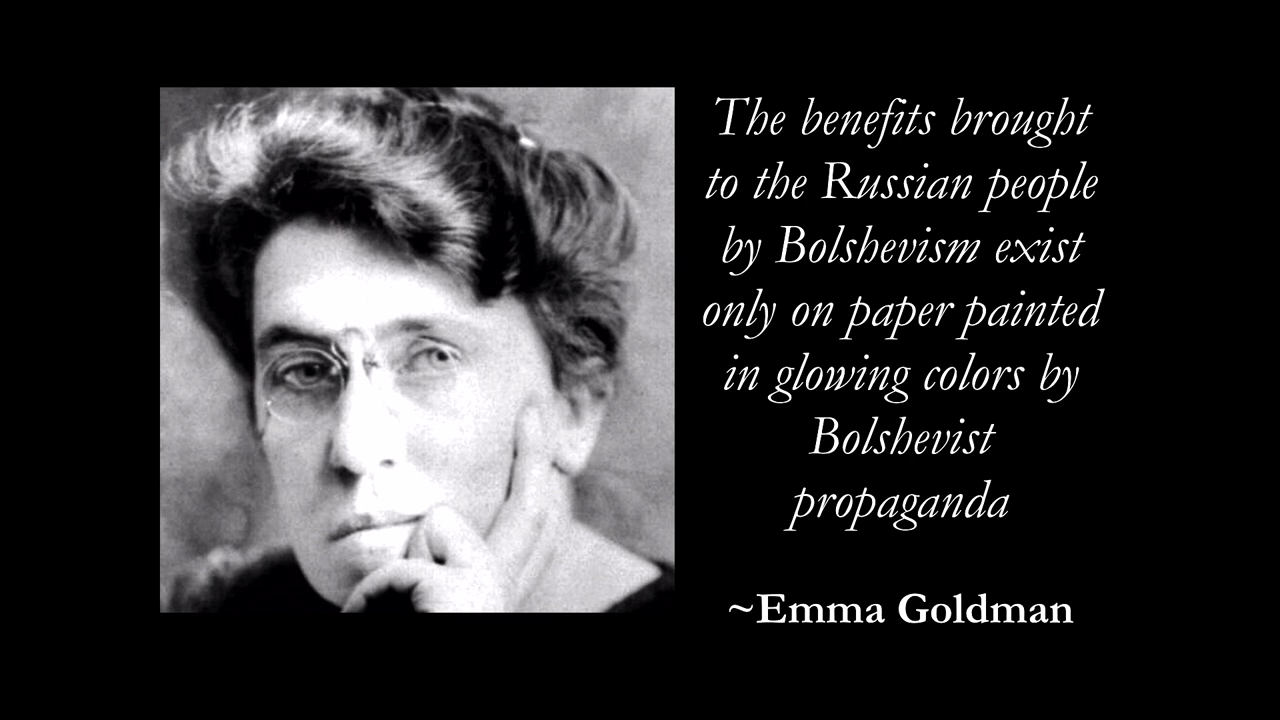 The benefits brought
to the Russian people
by Bolshevism exist
only on paper painted
in glowing colors by
Bolshevist
propaganda
~Emma Goldman